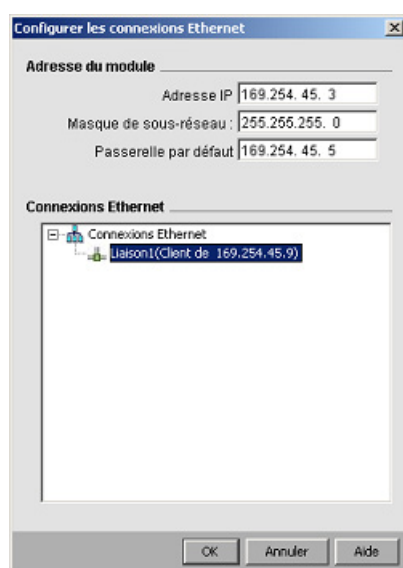 Configurer les connexions Ethernet
Adresse du module
Adresse IP 169.254. 45. 3
Masque de sous-réseau : 255.255.255. 0
Passerelle par défaut 169.254. 45. 5
Connexions Ethernet
Connexions Ethernet
Liaison1(Client de 169.254.45.9)
OK Annuler Aide